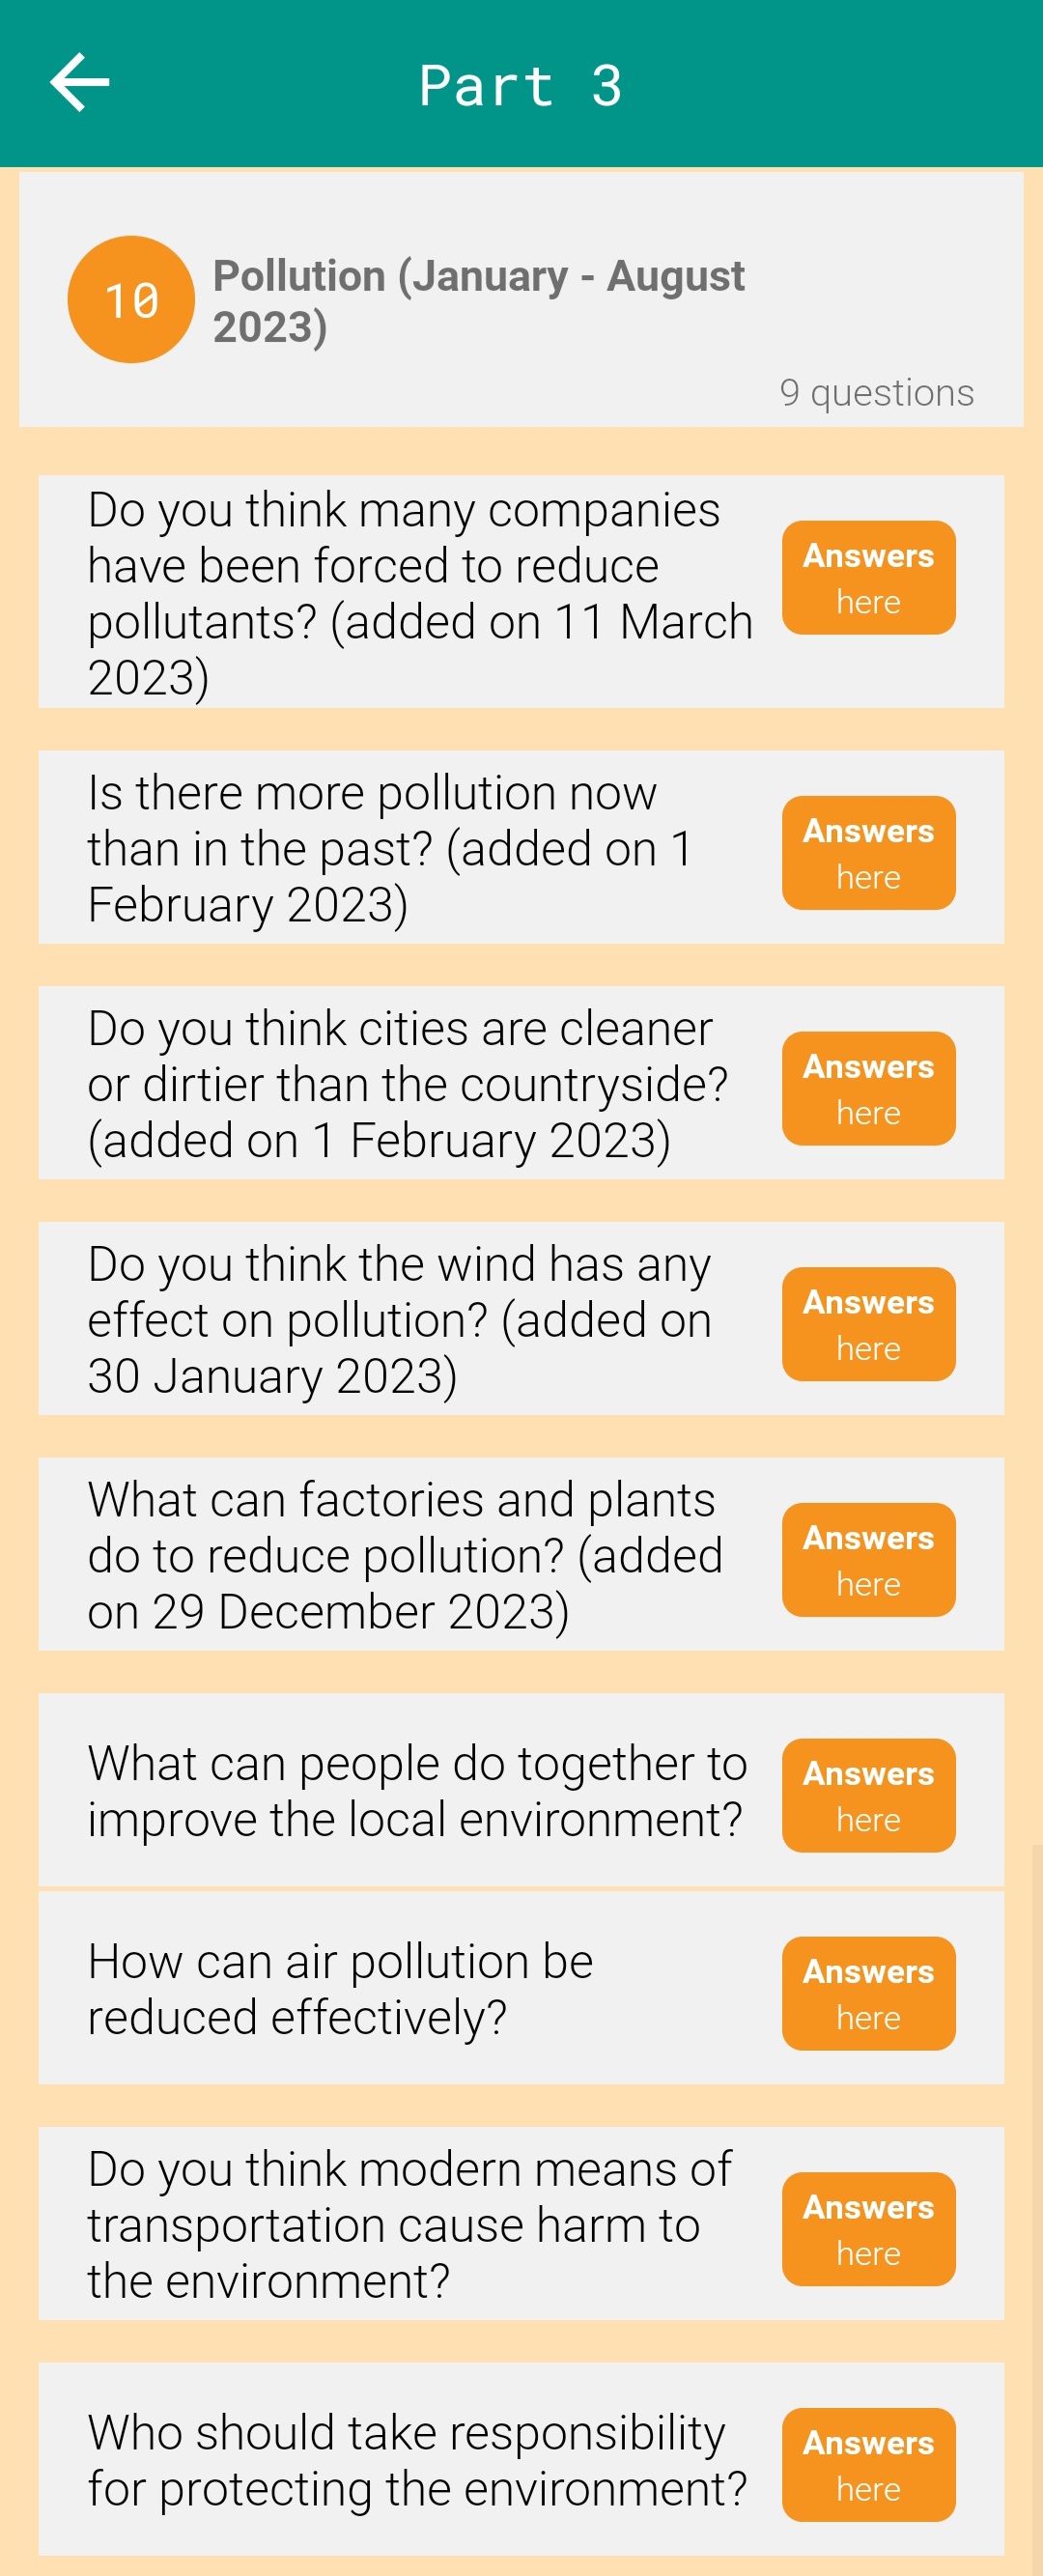 Part 3
10
Pollution (January - August
2023)
9 questions
Do you think many companies
have been forced to reduce
pollutants? (added on 11 March
2023)
Answers
here
Is there more pollution now
than in the past? (added on 1
February 2023)
Answers
here
Do you think cities are cleaner
or dirtier than the countryside?
(added on 1 February 2023)
Answers
here
Do you think the wind has any
effect on pollution? (added on
30 January 2023)
Answers
here
What can factories and plants
do to reduce pollution? (added
on 29 December 2023)
Answers
here
What can people do together to
improve the local environment?
Answers
here
How can air pollution be
reduced effectively?
Answers
here
Do you think modern means of
transportation cause harm to
the environment?
Answers
here
Who should take responsibility
for protecting the environment?
Answers
here